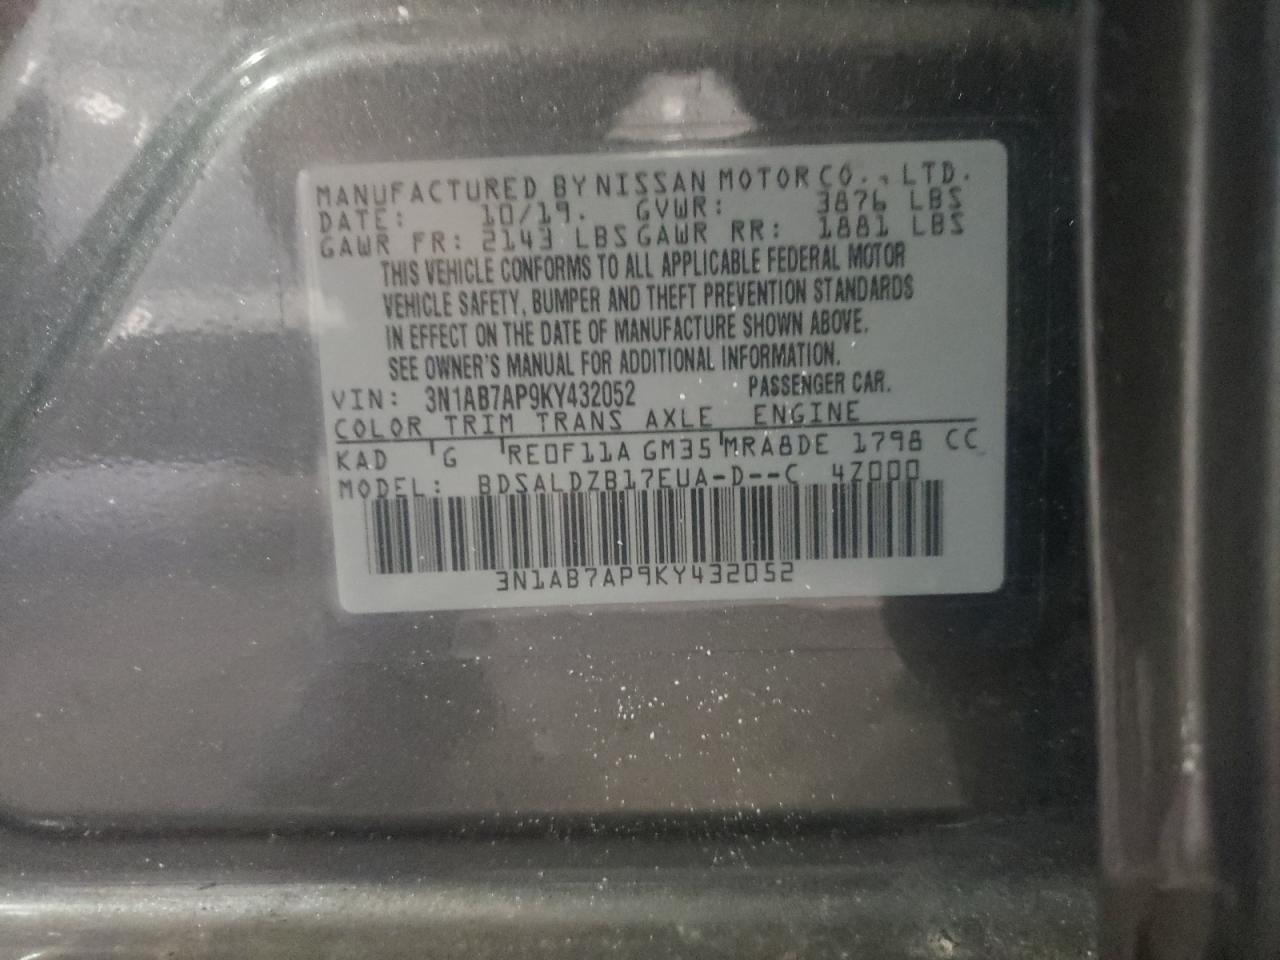 MANUFACTURED BY NISSAN MOTOR CO., LTD.
DATE: 10/19. GVWR: 3876 LBS
GAWR FR: 2143 LBS GAWR RR: 1881 LBS
THIS VEHICLE CONFORMS TO ALL APPLICABLE FEDERAL MOTOR
VEHICLE SAFETY, BUMPER AND THEFT PREVENTION STANDARDS
IN EFFECT ON THE DATE OF MANUFACTURE SHOWN ABOVE.
SEE OWNER'S MANUAL FOR ADDITIONAL INFORMATION.
VIN: 3N1AB7AP9KY432052 PASSENGER CAR.
COLOR TRIM TRANS AXLE ENGINE
KAD G RE0F11A GM35 MRA8DE 1798 CC
MODEL: BDSALDZB17EUA-D--C 4Z000
3N1AB7AP9KY432052